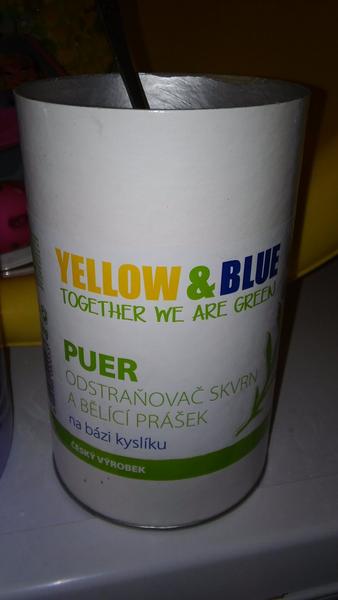 YELLOW & BLUE
TOGETHER WE ARE GREEN
PUER
ODSTRAŇOVAČ SKVRN
A BĚLÍCÍ PRÁŠEK
na bázi kyslíku
ČESKÝ VÝROBEK